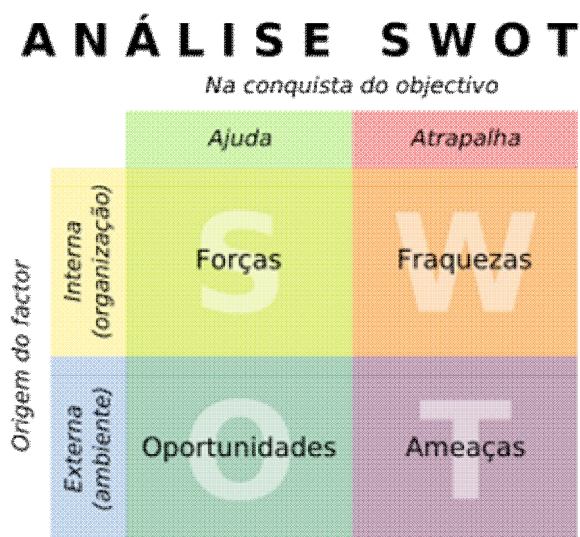 ANÁLISE SWOT
Na conquista do objectivo
Ajuda
Atrapalha
Origem do factor
Interna
(organização)
S
Forças
W
Fraquezas
Externa
(ambiente)
O
Oportunidades
T
Ameaças